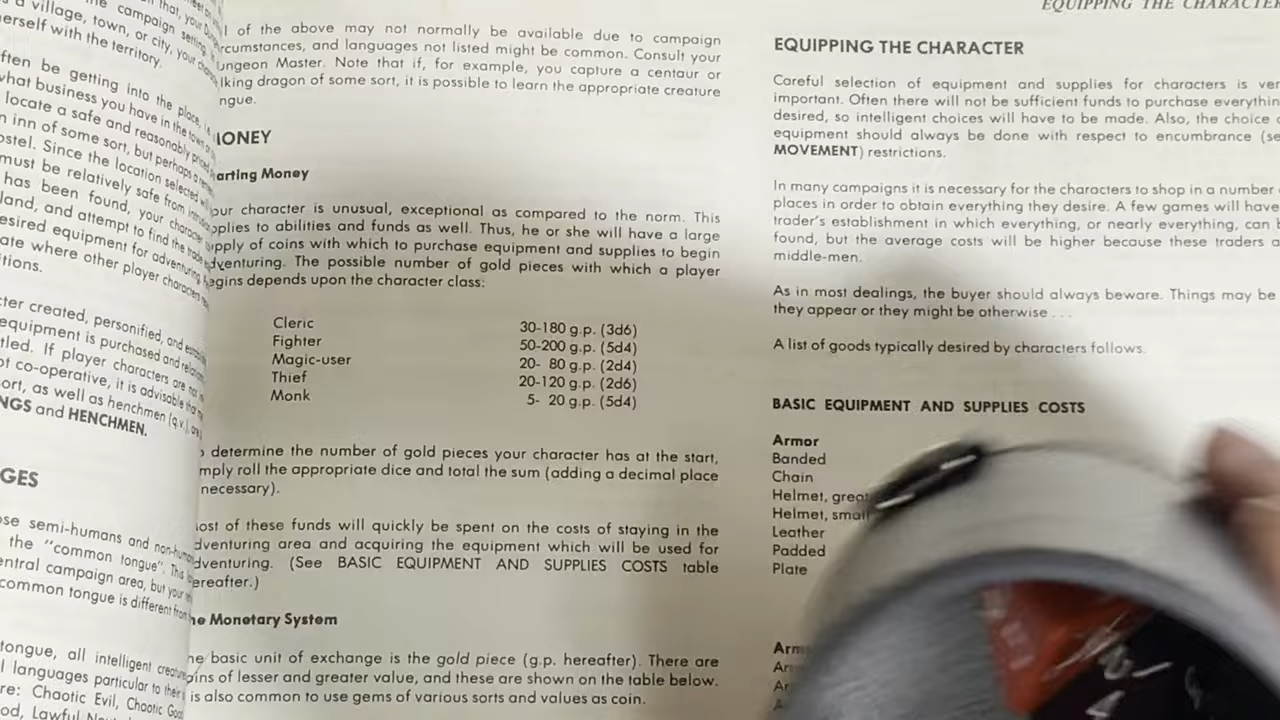 EQUIPPING THE CHARACTER
the campaign setting,
a village, town, or city, your
herself with the territory.
often be getting into the place,
what business you have in the town
locate a safe and reasonably priced
inn of some sort, but perhaps a
hostel. Since the location selected
must be relatively safe from
has been found, your character
land, and attempt to find the
desired equipment for adventuring.
ate where other player characters
itions.
cter created, personified, and
equipment is purchased and
tled. If player characters are
ot co-operative, it is advisable that
sort, as well as henchmen (q.v.),
NGS and HENCHMEN.
GES
ose semi-humans and non-human
the "common tongue". This
entral campaign area, but your
common tongue is different from
tongue, all intelligent
l languages particular to their
re: Chaotic Evil, Chaotic
od, Lawful
l of the above may not normally be available due to campaign
rcumstances, and languages not listed might be common. Consult your
ungeon Master. Note that if, for example, you capture a centaur or
lking dragon of some sort, it is possible to learn the appropriate creature
ngue.
MONEY
arting Money
our character is unusual, exceptional as compared to the norm. This
pplies to abilities and funds as well. Thus, he or she will have a large
upply of coins with which to purchase equipment and supplies to begin
dventuring. The possible number of gold pieces with which a player
egins depends upon the character class:
Cleric 30-180 g.p. (3d6)
Fighter 50-200 g.p. (5d4)
Magic-user 20- 80 g.p. (2d4)
Thief 20-120 g.p. (2d6)
Monk 5- 20 g.p. (5d4)
o determine the number of gold pieces your character has at the start,
mply roll the appropriate dice and total the sum (adding a decimal place
necessary).
ost of these funds will quickly be spent on the costs of staying in the
dventuring area and acquiring the equipment which will be used for
dventuring. (See BASIC EQUIPMENT AND SUPPLIES COSTS table
ereafter.)
he Monetary System
he basic unit of exchange is the gold piece (g.p. hereafter). There are
oins of lesser and greater value, and these are shown on the table below.
is also common to use gems of various sorts and values as coin.
EQUIPPING THE CHARACTER
Careful selection of equipment and supplies for characters is ver
important. Often there will not be sufficient funds to purchase everythin
desired, so intelligent choices will have to be made. Also, the choice o
equipment should always be done with respect to encumbrance (se
MOVEMENT) restrictions.
In many campaigns it is necessary for the characters to shop in a number
places in order to obtain everything they desire. A few games will have
trader's establishment in which everything, or nearly everything, can b
found, but the average costs will be higher because these traders a
middle-men.
As in most dealings, the buyer should always beware. Things may be
they appear or they might be otherwise . . .
A list of goods typically desired by characters follows.
BASIC EQUIPMENT AND SUPPLIES COSTS
Armor
Banded
Chain
Helmet, great
Helmet, small
Leather
Padded
Plate